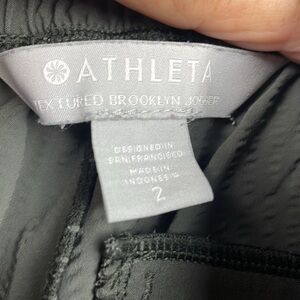 ATHLETA
TEXTURED BROOKLYN JOGGER
DESIGNED IN
SAN FRANCISCO
MADE IN
INDONESIA
2